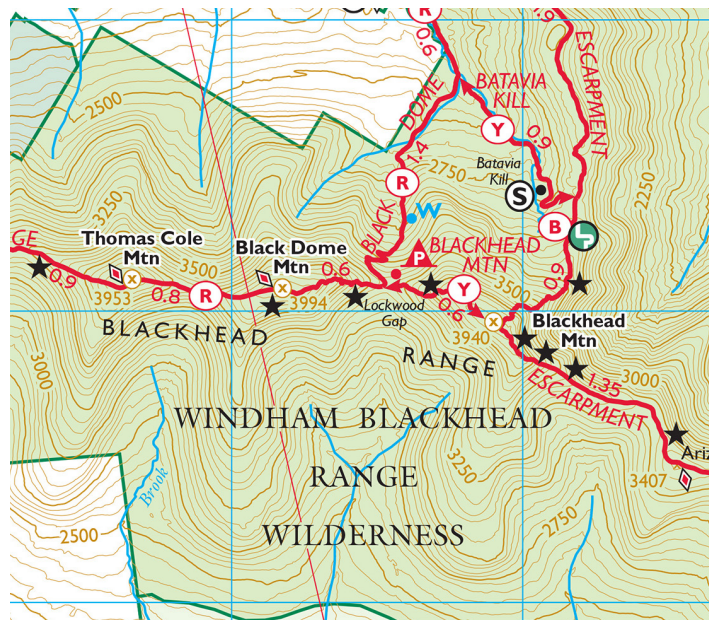 R
W
0.6
1.9
ESCARPMENT
2500
BATAVIA
KILL
DOME
Y
0.9
1.4
2750
Batavia
Kill
R
S
2250
3250
W
BLACK
B
GE
Thomas Cole
Mtn
Black Dome
Mtn
P
BLACKHEAD
MTN
0.9
x
3500
0.6
0.9
3953
0.8
R
x
3994
Lockwood
Gap
Y
0.6
3500
x
3940
Blackhead
Mtn
BLACKHEAD
RANGE
3000
1.35
3000
ESCARPMENT
WINDHAM BLACKHEAD
RANGE
WILDERNESS
3250
Ariz
3407
Brook
2500
2750